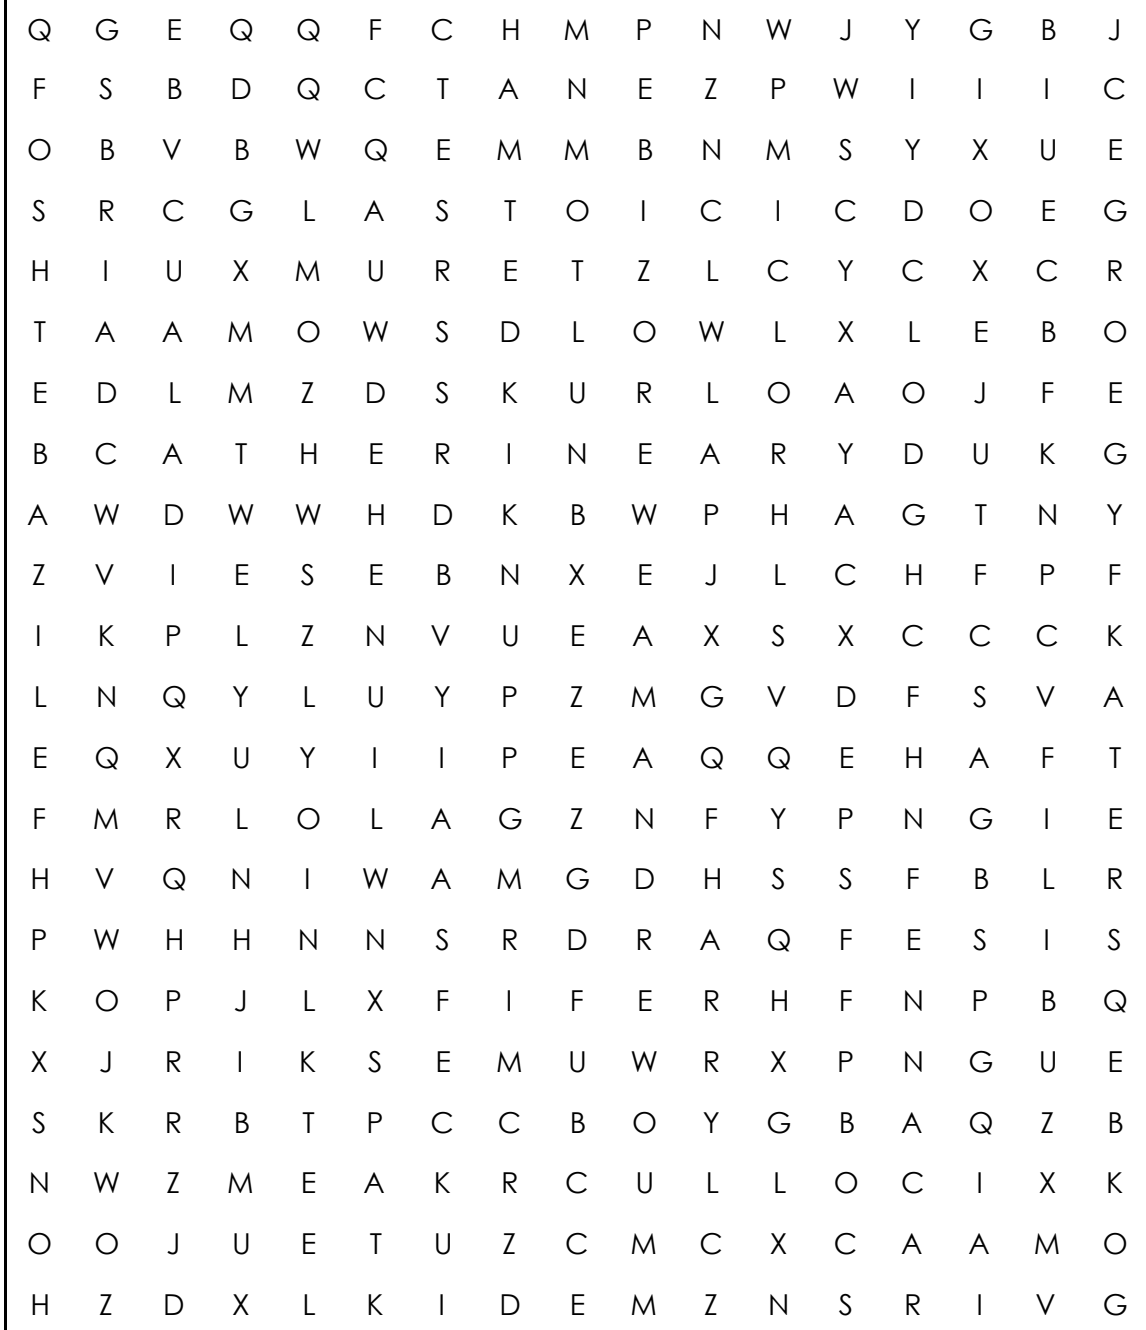 Q G E Q Q F C H M P N W J Y G B J
F S B D Q C T A N E Z P W I I I C
O B V B W Q E M M B N M S Y X U E
S R C G L A S T O I C I C D O E G
H I U X M U R E T Z L C Y C X C R
T A A M O W S D L O W L X L E B O
E D L M Z D S K U R L O A O J F E
B C A T H E R I N E A R Y D U K G
A W D W W H D K B W P H A G T N Y
Z V I E S E B N X E J L C H F P F
I K P L Z N V U E A X S X C C C K
L N Q Y L U Y P Z M G V D F S V A
E Q X U Y I I P E A Q Q E H A F T
F M R L O L A G Z N F Y P N G I E
H V Q N I W A M G D H S S F B L R
P W H H N N S R D R A Q F E S I S
K O P J L X F I F E R H F N P B Q
X J R I K S E M U W R X P N G U E
S K R B T P C C B O Y G B A Q Z B
N W Z M E A K R C U L L O C I X K
O O J U E T U Z C M C X C A A M O
H Z D X L K I D E M Z N S R I V G